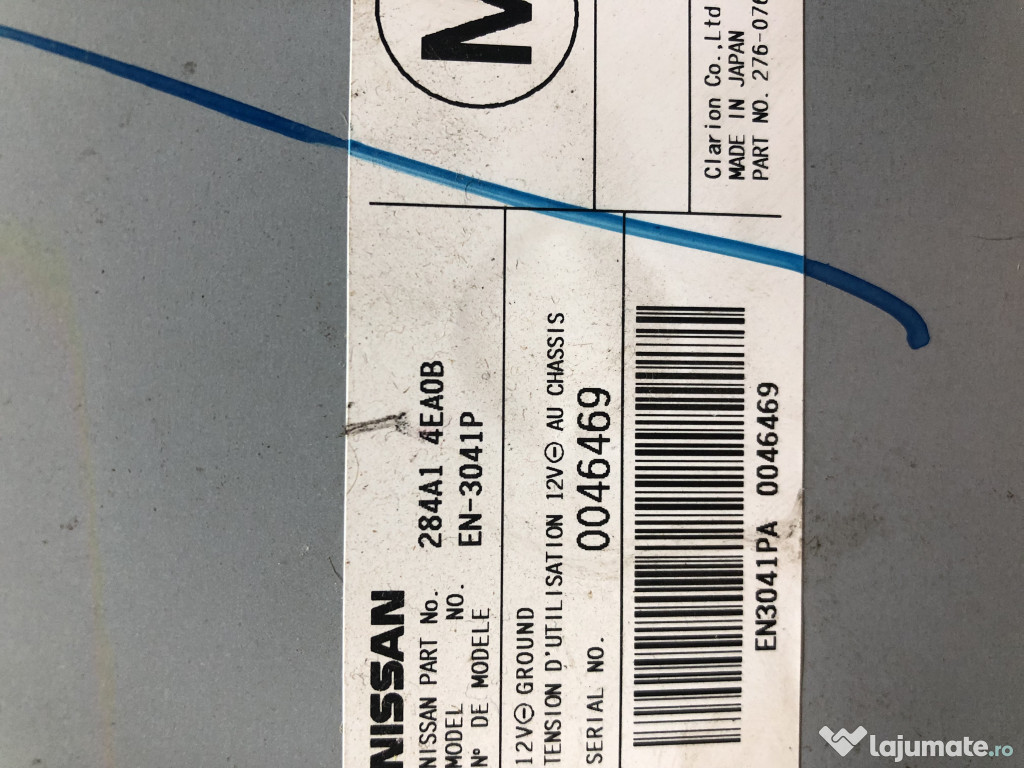 NISSAN
NISSAN PART No. 284A1 4EA0B
MODEL NO. EN-3041P
Nº DE MODELE
12V⊖GROUND
TENSION D'UTILISATION 12V⊖ AU CHASSIS
SERIAL NO. 0046469
EN3041PA 0046469
M
Clarion Co.,Ltd
MADE IN JAPAN
PART NO. 276-076
lajumate.ro